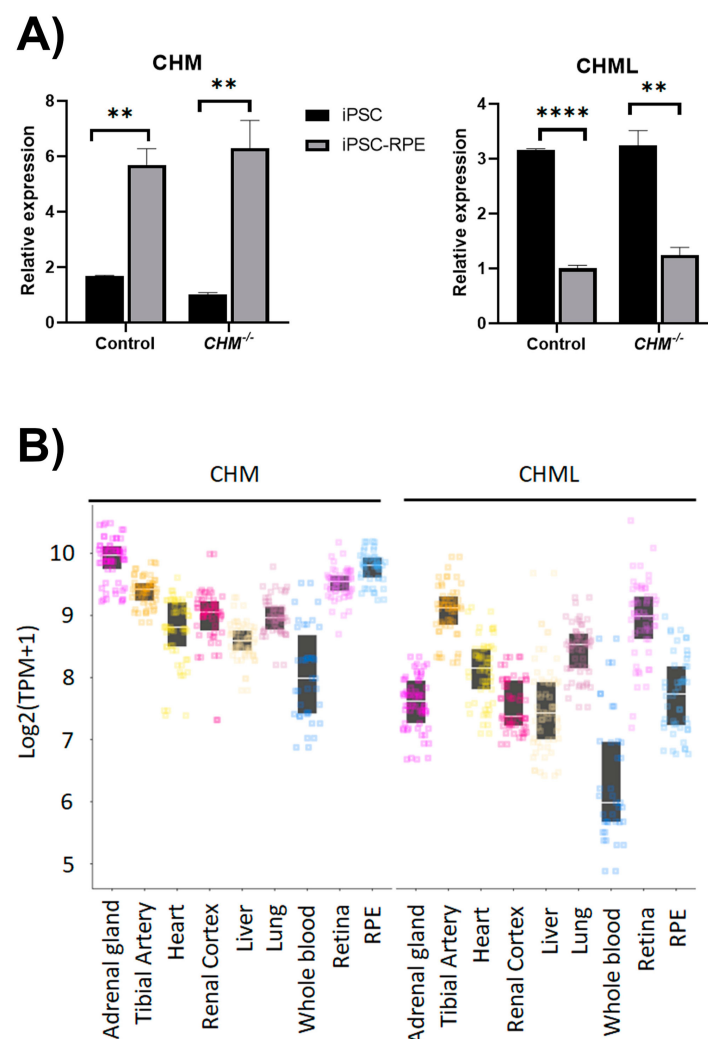 A)
CHM
CHML
**
**
iPSC
iPSC-RPE
****
**
Relative expression
8
6
4
2
0
Control
CHM-/-
Relative expression
4
3
2
1
0
Control
CHM-/-
B)
CHM
CHML
Log2(TPM+1)
10
9
8
7
6
5
Adrenal gland
Tibial Artery
Heart
Renal Cortex
Liver
Lung
Whole blood
Retina
RPE
Adrenal gland
Tibial Artery
Heart
Renal Cortex
Liver
Lung
Whole blood
Retina
RPE